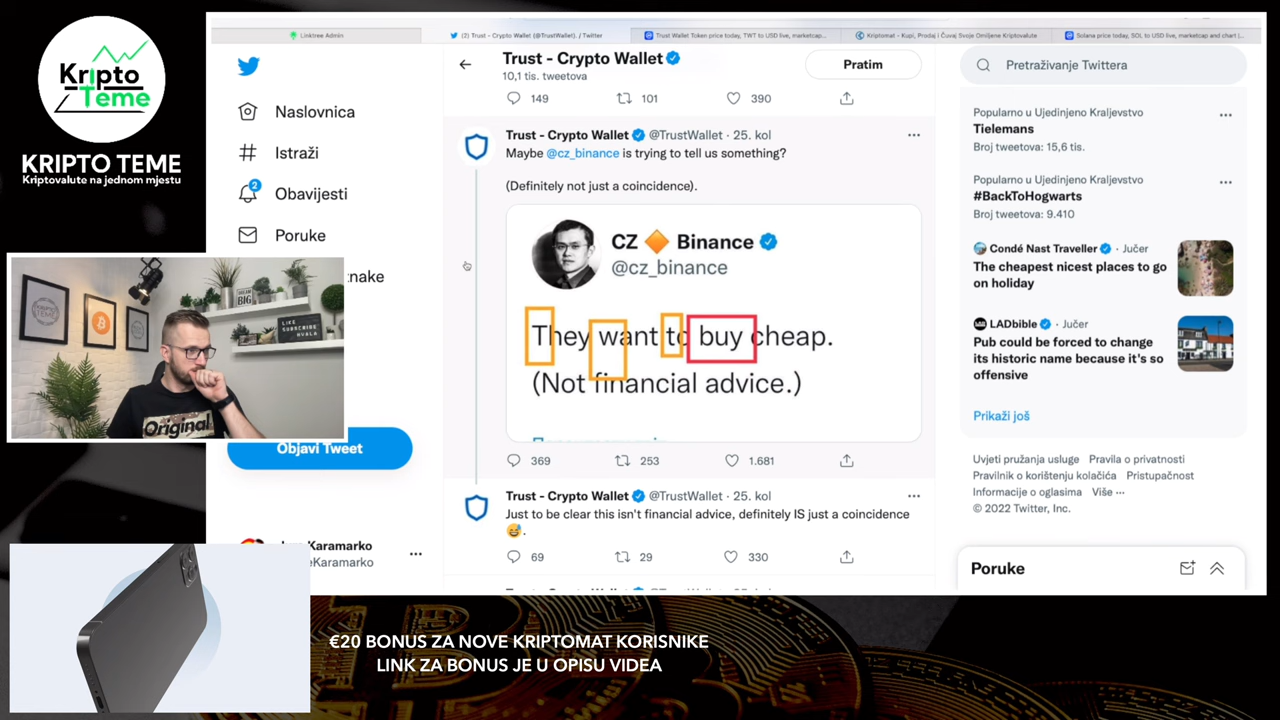 Kripto
Teme
KRIPTO TEME
Kriptovalute na jednom mjestu
Linktree Admin
(2) Trust - Crypto Wallet (@TrustWallet). / Twitter
Trust Wallet Token price today, TWT to USD live, marketcap...
Kriptomat - Kupi, Prodaj | Čuvaj Svoje Omiljene Kriptovalute
Solana price today, SOL to USD live, marketcap and chart |...
Naslovnica
Istraži
2
Obavijesti
Poruke
Objavi Tweet
Karamarko
eKaramarko
Trust - Crypto Wallet
10,1 tis. tweetova
Pratim
149
101
390
Trust - Crypto Wallet @TrustWallet · 25. kol
Maybe @cz_binance is trying to tell us something?
(Definitely not just a coincidence).
CZ Binance
@cz_binance
They want to buy cheap.
(Not financial advice.)
369
253
1.681
Trust - Crypto Wallet @TrustWallet · 25. kol
Just to be clear this isn't financial advice, definitely IS just a coincidence
.
69
29
330
Pretraživanje Twittera
Popularno u Ujedinjeno Kraljevstvo
Tielemans
Broj tweetova: 15,6 tis.
Popularno u Ujedinjeno Kraljevstvo
#BackToHogwarts
Broj tweetova: 9.410
Condé Nast Traveller · Jučer
The cheapest nicest places to go
on holiday
LADbible · Jučer
Pub could be forced to change
its historic name because it's so
offensive
Prikaži još
Uvjeti pružanja usluge Pravila o privatnosti
Pravilnik o korištenju kolačića Pristupačnost
Informacije o oglasima Više ···
© 2022 Twitter, Inc.
Poruke
DREAM
BIG
LIKE
SUBSCRIBE
HVALA
Original
€20 BONUS ZA NOVE KRIPTOMAT KORISNIKE
LINK ZA BONUS JE U OPISU VIDEA